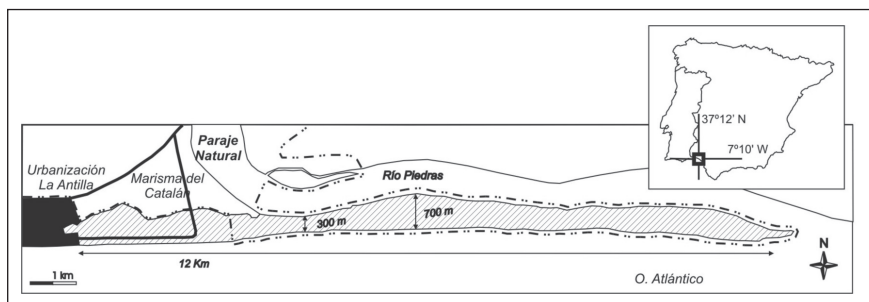 37º12' N
7º10' W
Paraje
Natural
Urbanización
La Antilla
Marisma del
Catalán
Río Piedras
300 m
700 m
12 Km
1 km
N
O. Atlántico